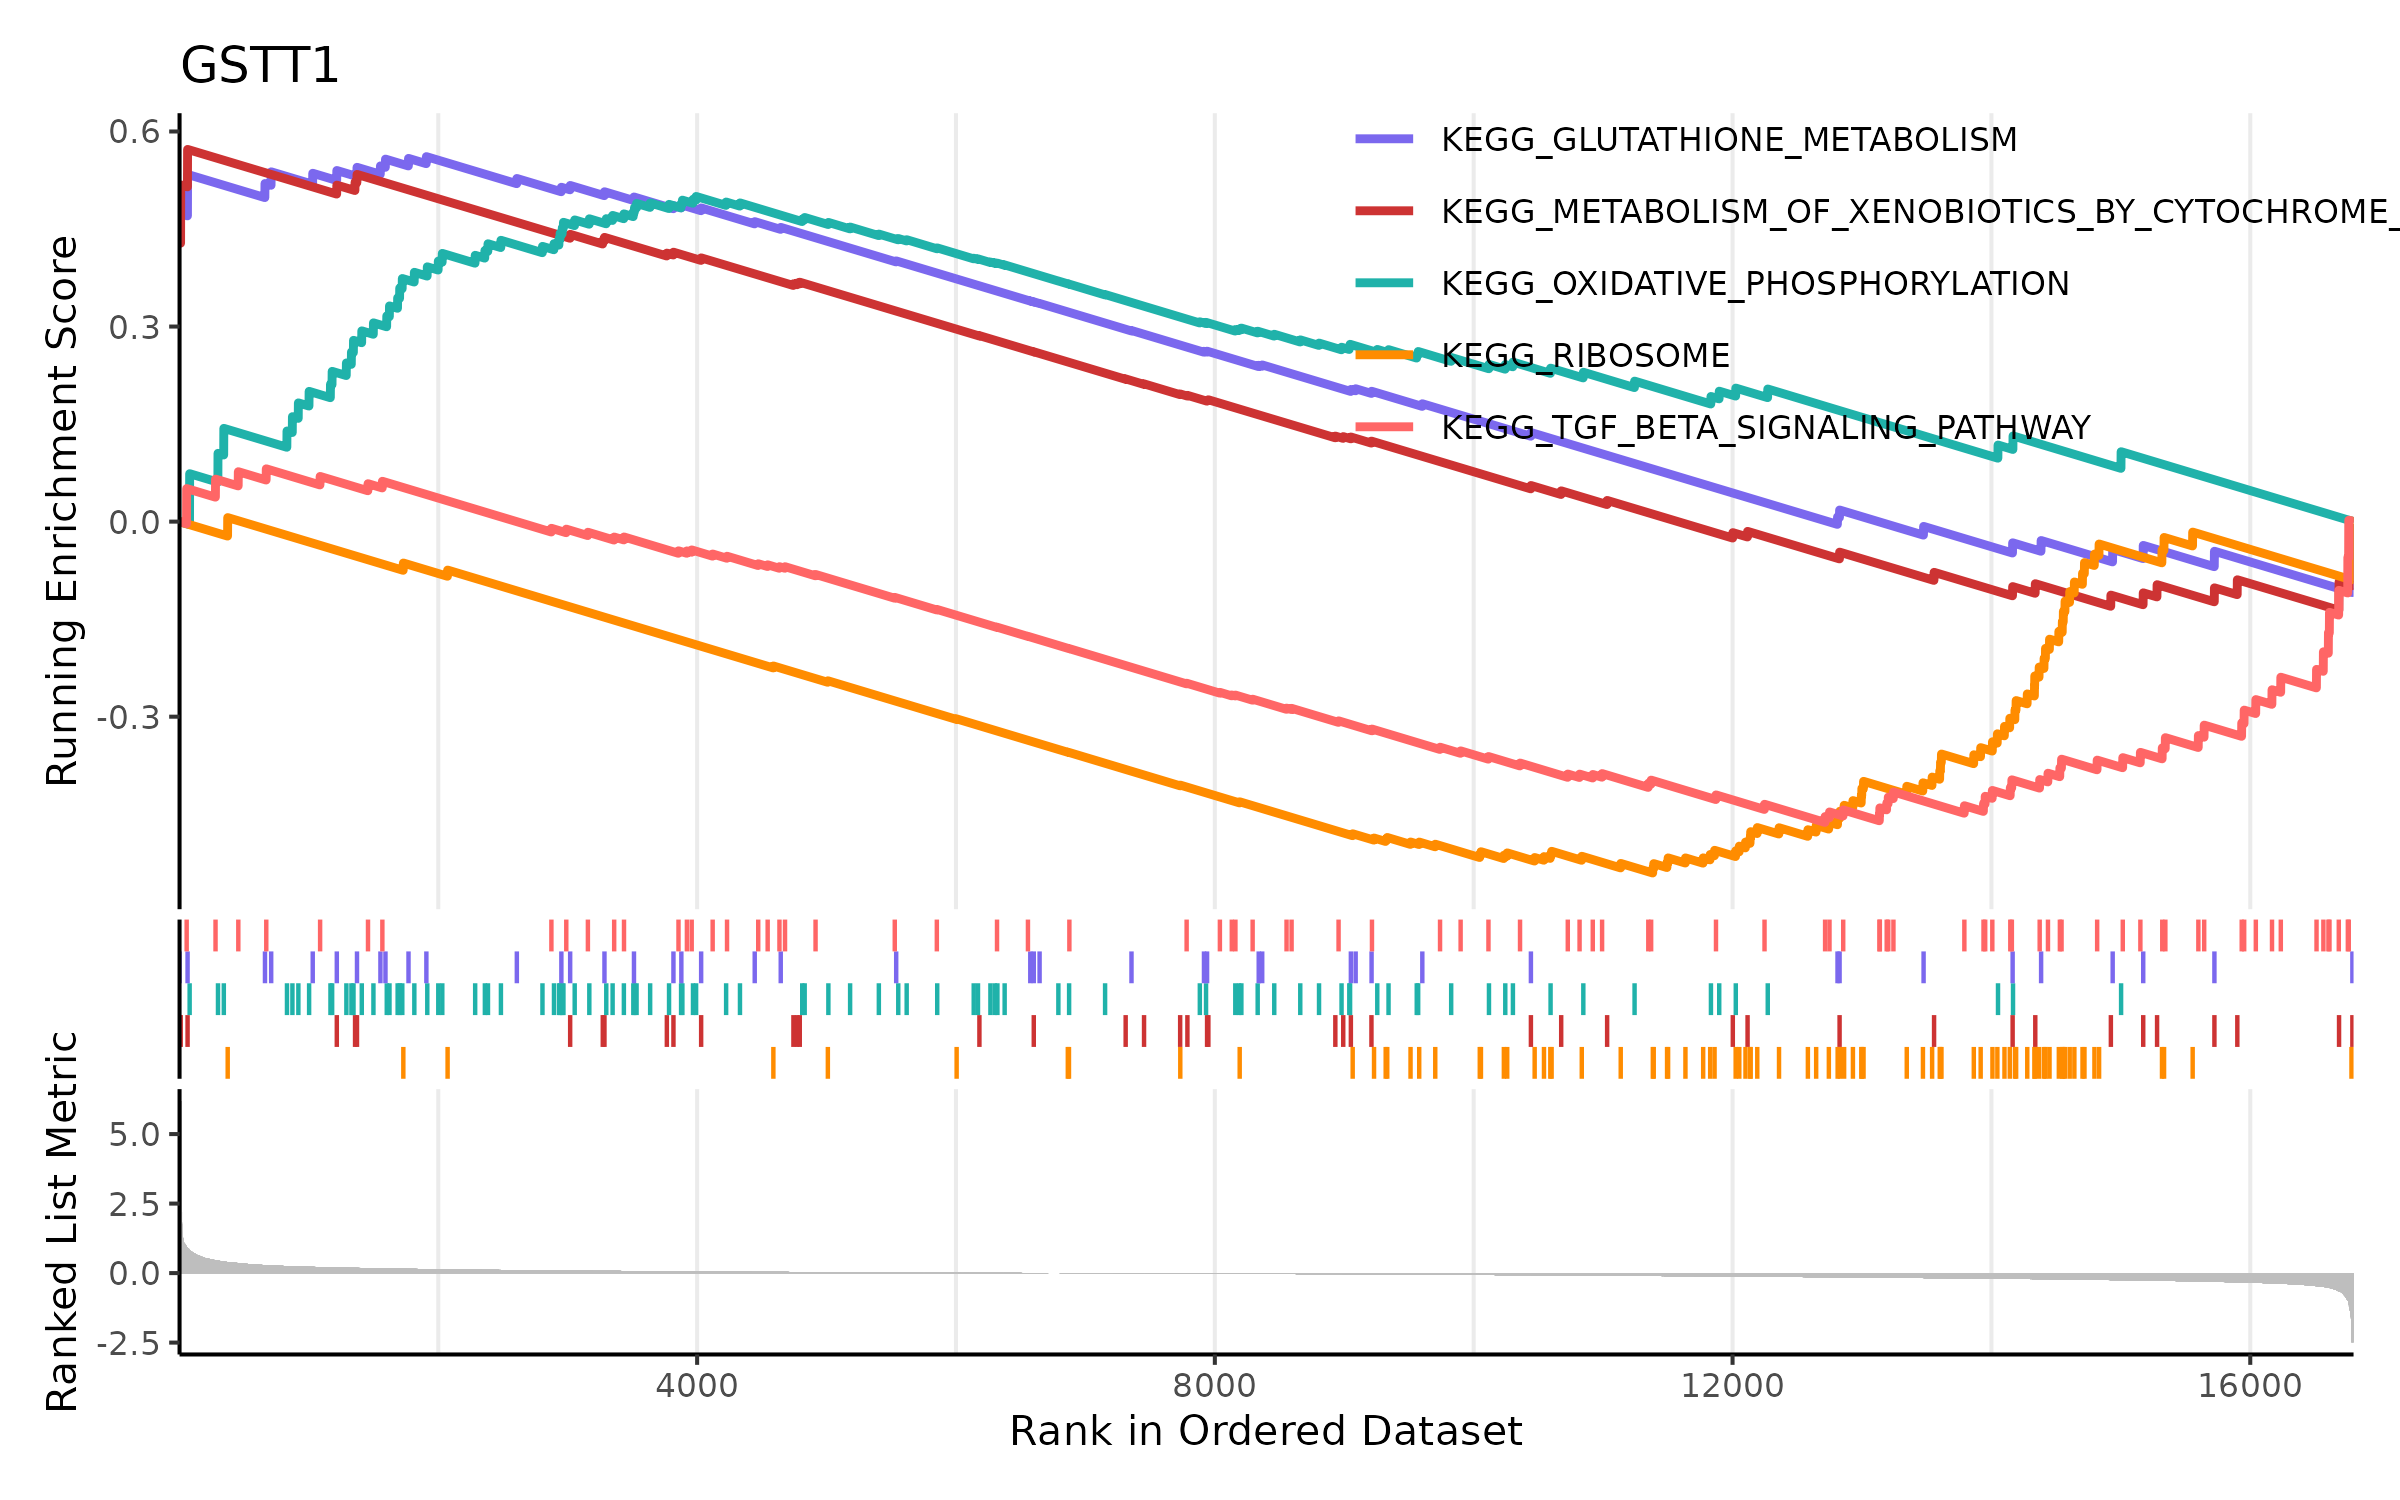 GSTT1
Running Enrichment Score
0.6
0.3
0.0
-0.3
KEGG_GLUTATHIONE_METABOLISM
KEGG_METABOLISM_OF_XENOBIOTICS_BY_CYTOCHROME_
KEGG_OXIDATIVE_PHOSPHORYLATION
KEGG_RIBOSOME
KEGG_TGF_BETA_SIGNALING_PATHWAY
Ranked List Metric
5.0
2.5
0.0
-2.5
4000 8000 12000 16000
Rank in Ordered Dataset